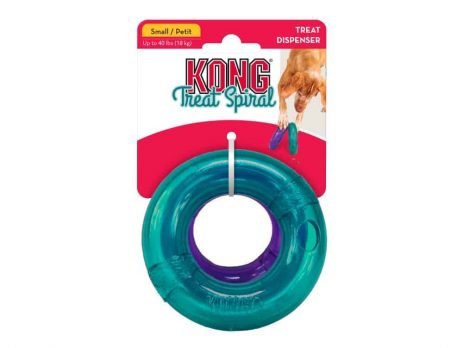 Small / Petit
Up to 40 lbs (18 kg)
TREAT
DISPENSER
KONG
Treat Spiral